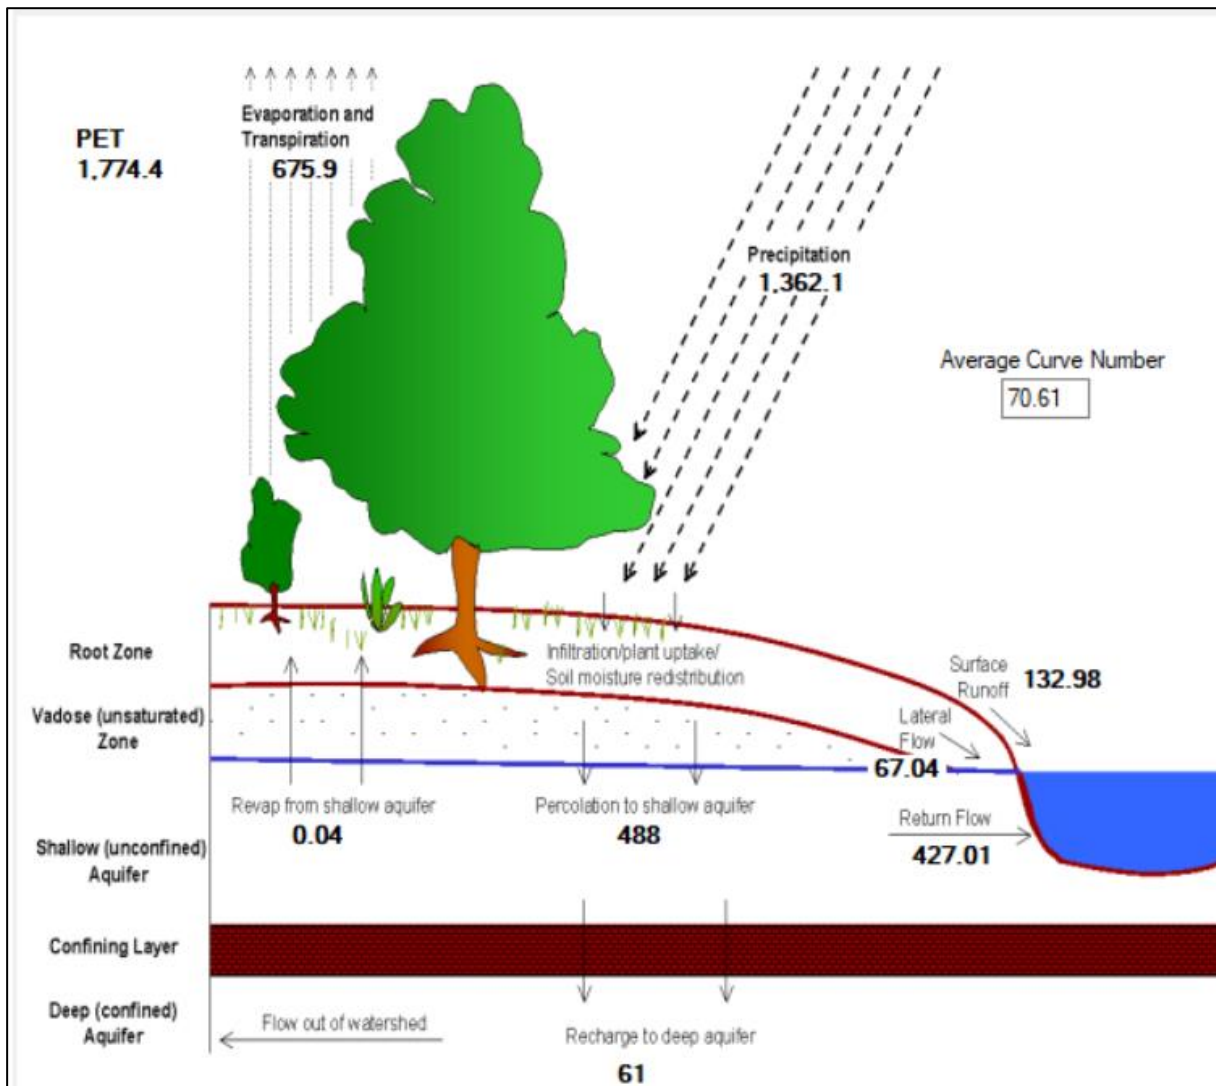 Evaporation and
Transpiration
675.9
PET
1,774.4
Precipitation
1,362.1
Average Curve Number
70.61
Root Zone
Infiltration/plant uptake/
Soil moisture redistribution
Surface
Runoff
132.98
Vadose (unsaturated)
Zone
Lateral
Flow
67.04
Revap from shallow aquifer
0.04
Percolation to shallow aquifer
488
Return Flow
427.01
Shallow (unconfined)
Aquifer
Confining Layer
Deep (confined)
Aquifer
Flow out of watershed
Recharge to deep aquifer
61